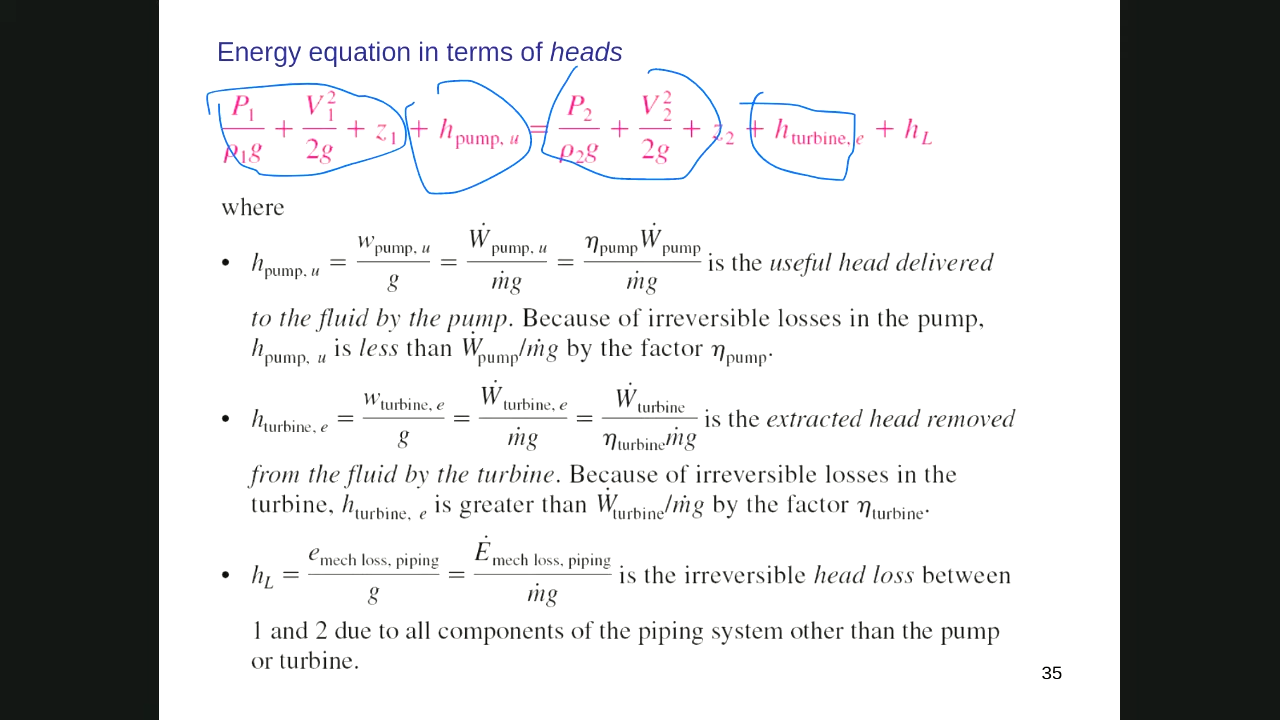 Energy equation in terms of heads
P₁/ρ₁g + V₁²/2g + z₁ + h_pump, u = P₂/ρ₂g + V₂²/2g + z₂ + h_turbine, e + h_L
where
• h_pump, u = w_pump, u/g = Ẇ_pump, u/ṁg = η_pump Ẇ_pump/ṁg is the useful head delivered
to the fluid by the pump. Because of irreversible losses in the pump,
h_pump, u is less than Ẇ_pump/ṁg by the factor η_pump.
• h_turbine, e = w_turbine, e/g = Ẇ_turbine, e/ṁg = Ẇ_turbine/η_turbine ṁg is the extracted head removed
from the fluid by the turbine. Because of irreversible losses in the
turbine, h_turbine, e is greater than Ẇ_turbine/ṁg by the factor η_turbine.
• h_L = e_mech loss, piping/g = Ė_mech loss, piping/ṁg is the irreversible head loss between
1 and 2 due to all components of the piping system other than the pump
or turbine.
35